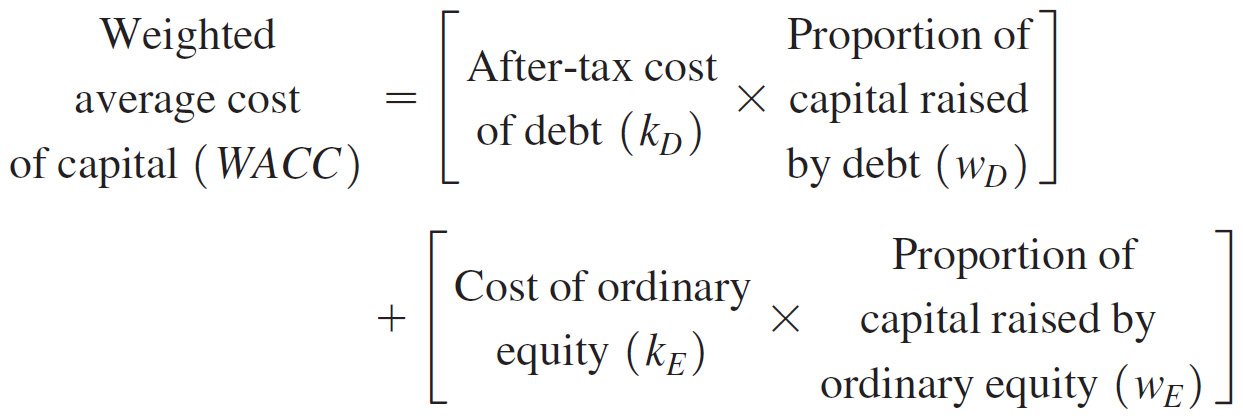 Weighted average cost of capital (WACC) = [After-tax cost of debt (k_D) × Proportion of capital raised by debt (w_D)]
+ [Cost of ordinary equity (k_E) × Proportion of capital raised by ordinary equity (w_E)]